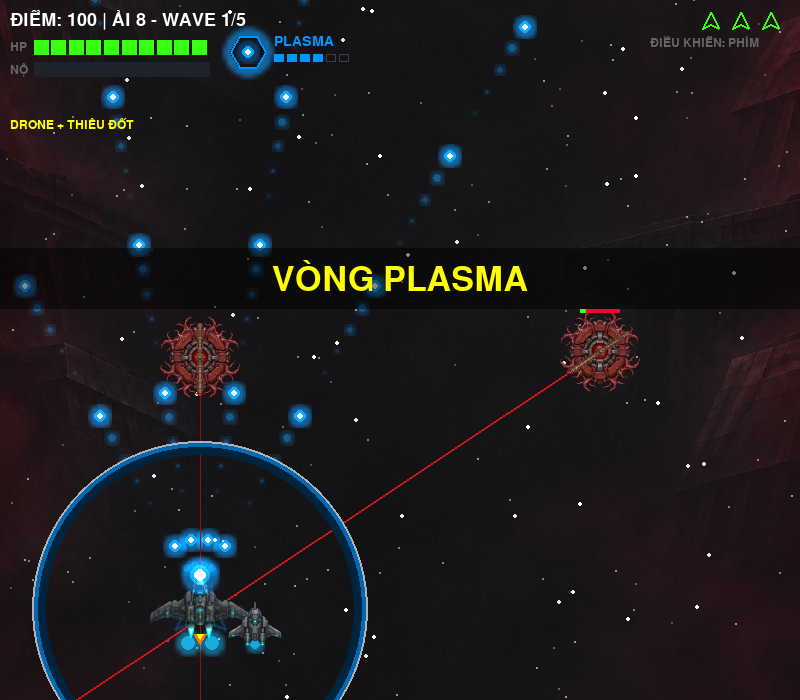 ĐIỂM: 100 | ẢI 8 - WAVE 1/5
HP
PLASMA
ĐIỀU KHIỂN: PHÍM
NỘ
DRONE + THIÊU ĐỐT
VÒNG PLASMA